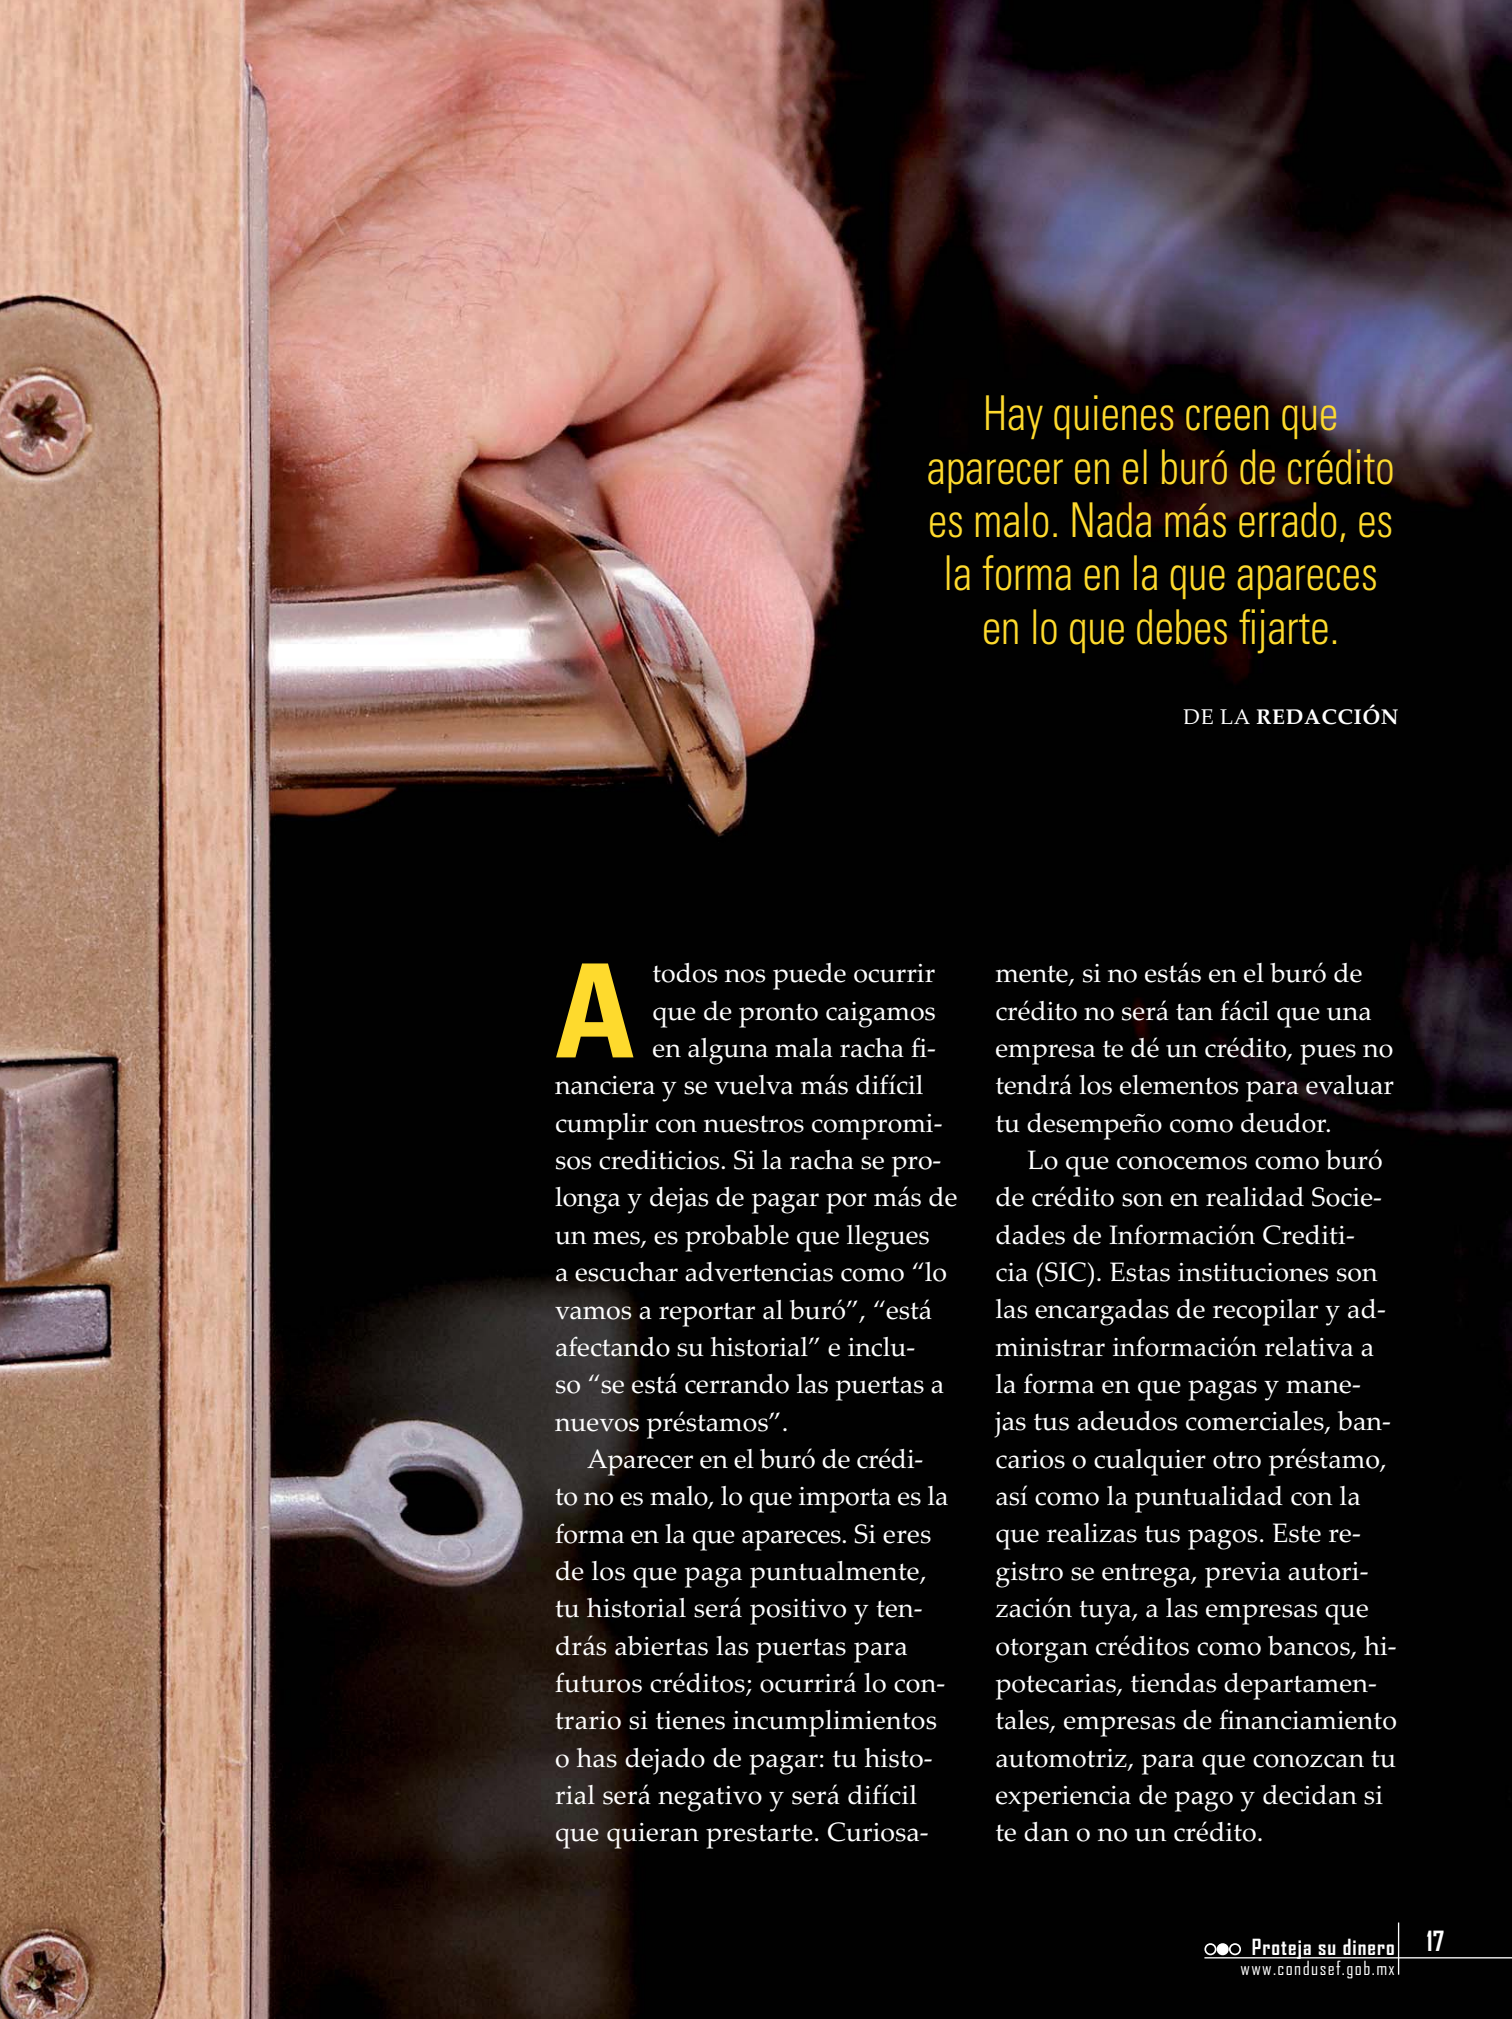 Hay quienes creen que
aparecer en el buró de crédito
es malo. Nada más errado, es
la forma en la que apareces
en lo que debes fijarte.
DE LA REDACCIÓN
A todos nos puede ocurrir
que de pronto caigamos
en alguna mala racha fi-
nanciera y se vuelva más difícil
cumplir con nuestros compromi-
sos crediticios. Si la racha se pro-
longa y dejas de pagar por más de
un mes, es probable que llegues
a escuchar advertencias como “lo
vamos a reportar al buró”, “está
afectando su historial” e inclu-
so “se está cerrando las puertas a
nuevos préstamos”.
Aparecer en el buró de crédi-
to no es malo, lo que importa es la
forma en la que apareces. Si eres
de los que paga puntualmente,
tu historial será positivo y ten-
drás abiertas las puertas para
futuros créditos; ocurrirá lo con-
trario si tienes incumplimientos
o has dejado de pagar: tu histo-
rial será negativo y será difícil
que quieran prestarte. Curiosa-
mente, si no estás en el buró de
crédito no será tan fácil que una
empresa te dé un crédito, pues no
tendrá los elementos para evaluar
tu desempeño como deudor.
Lo que conocemos como buró
de crédito son en realidad Socie-
dades de Información Crediti-
cia (SIC). Estas instituciones son
las encargadas de recopilar y ad-
ministrar información relativa a
la forma en que pagas y mane-
jas tus adeudos comerciales, ban-
carios o cualquier otro préstamo,
así como la puntualidad con la
que realizas tus pagos. Este re-
gistro se entrega, previa autori-
zación tuya, a las empresas que
otorgan créditos como bancos, hi-
potecarias, tiendas departamen-
tales, empresas de financiamiento
automotriz, para que conozcan tu
experiencia de pago y decidan si
te dan o no un crédito.
Proteja su dinero 17
www.condusef.gob.mx